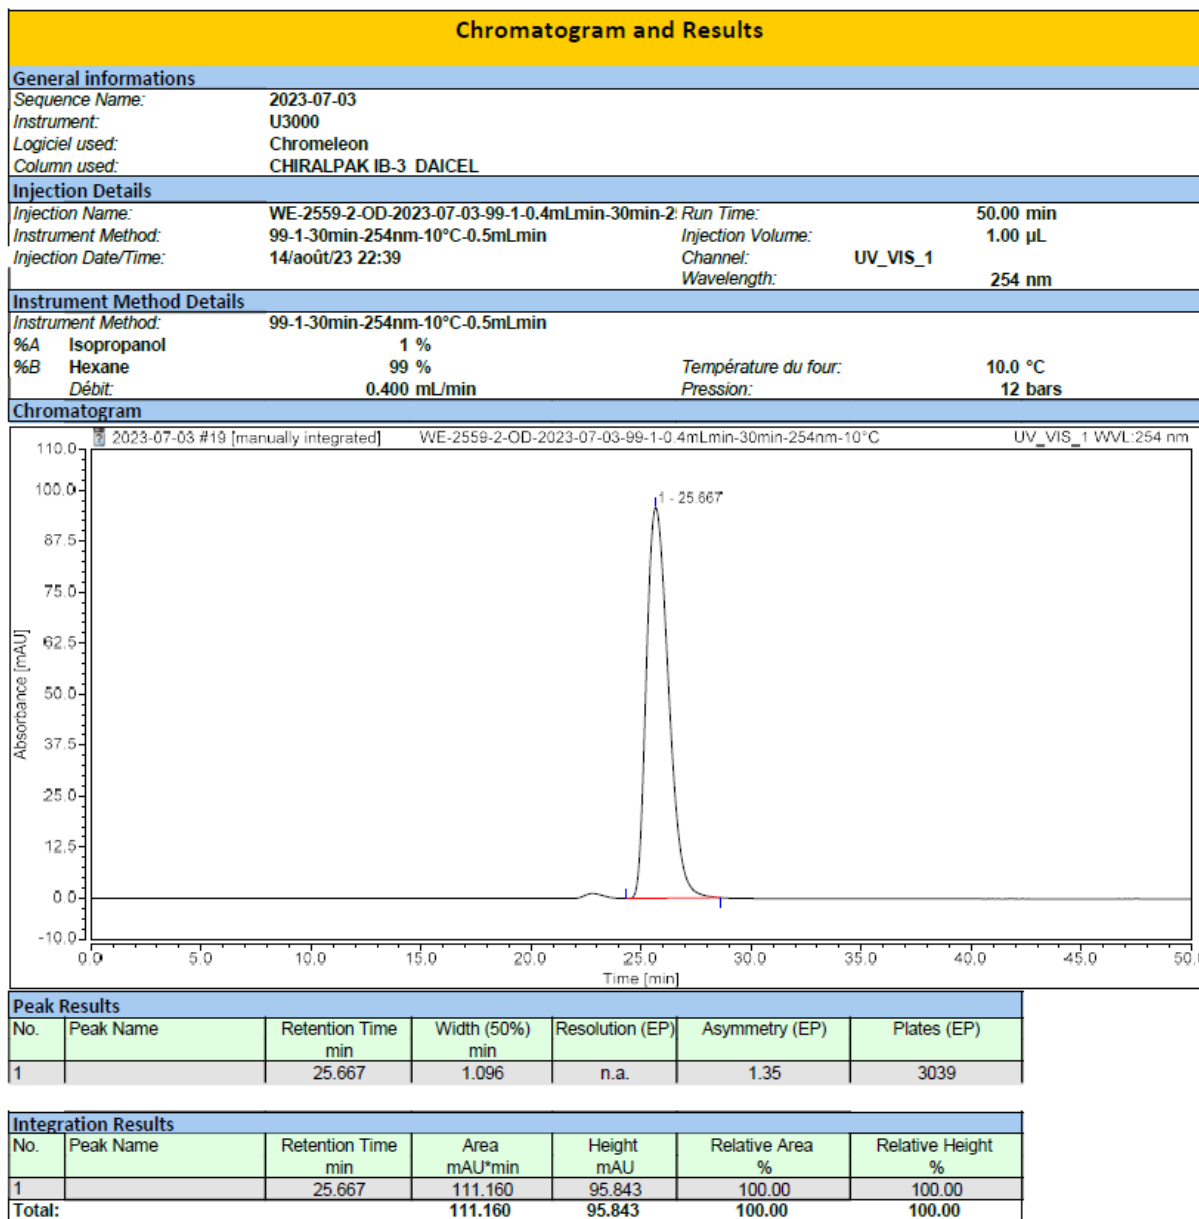 Chromatogram and Results
General informations
Sequence Name: 2023-07-03
Instrument: U3000
Logiciel used: Chromeleon
Column used: CHIRALPAK IB-3 DAICEL
Injection Details
Injection Name: WE-2559-2-OD-2023-07-03-99-1-0.4mLmin-30min-2 Run Time: 50.00 min
Instrument Method: 99-1-30min-254nm-10°C-0.5mLmin Injection Volume: 1.00 µL
Injection Date/Time: 14/août/23 22:39 Channel: UV_VIS_1
Wavelength: 254 nm
Instrument Method Details
Instrument Method: 99-1-30min-254nm-10°C-0.5mLmin
%A Isopropanol 1 %
%B Hexane 99 % Température du four: 10.0 °C
Débit: 0.400 mL/min Pression: 12 bars
Chromatogram
2023-07-03 #19 [manually integrated] WE-2559-2-OD-2023-07-03-99-1-0.4mLmin-30min-254nm-10°C UV_VIS_1 WVL:254 nm
110.0
100.0
1 - 25.667
87.5
75.0
62.5
50.0
37.5
25.0
12.5
0.0
-10.0
Absorbance [mAU]
0.0 5.0 10.0 15.0 20.0 25.0 30.0 35.0 40.0 45.0 50.
Time [min]
Peak Results
No. Peak Name Retention Time Width (50%) Resolution (EP) Asymmetry (EP) Plates (EP)
min min
1 25.667 1.096 n.a. 1.35 3039
Integration Results
No. Peak Name Retention Time Area Height Relative Area Relative Height
min mAU*min mAU % %
1 25.667 111.160 95.843 100.00 100.00
Total: 111.160 95.843 100.00 100.00